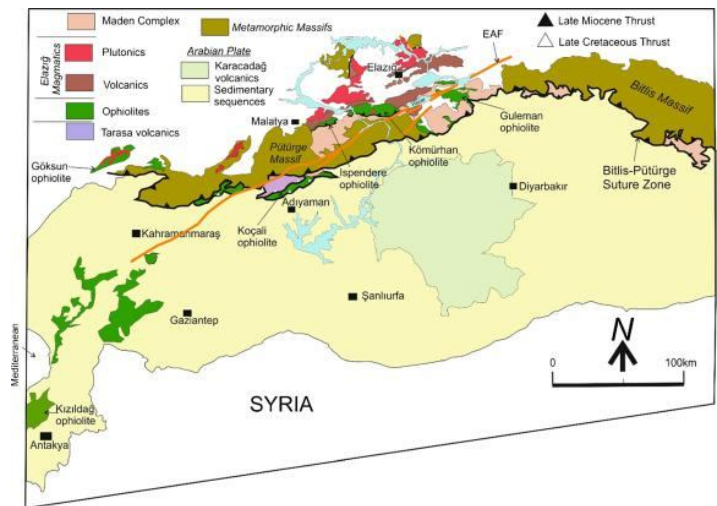 Maden Complex
Metamorphic Massifs
Late Miocene Thrust
Late Cretaceous Thrust
Elazığ
Magmatics
Plutonics
Volcanics
Ophiolites
Tarasa volcanics
Arabian Plate
Karacadağ
volcanics
Sedimentary
sequences
EAF
Elazığ
Malatya
Bitlis Massif
Guleman
ophiolite
Göksun
ophiolite
Pütürge
Massif
Kömürhan
ophiolite
Ispendere
ophiolite
Bitlis-Pütürge
Suture Zone
Diyarbakır
Koçali
ophiolite
Adıyaman
Kahramanmaraş
Şanlıurfa
Gaziantep
Mediterranean
N
0
100km
SYRIA
Kızıldağ
ophiolite
Antakya